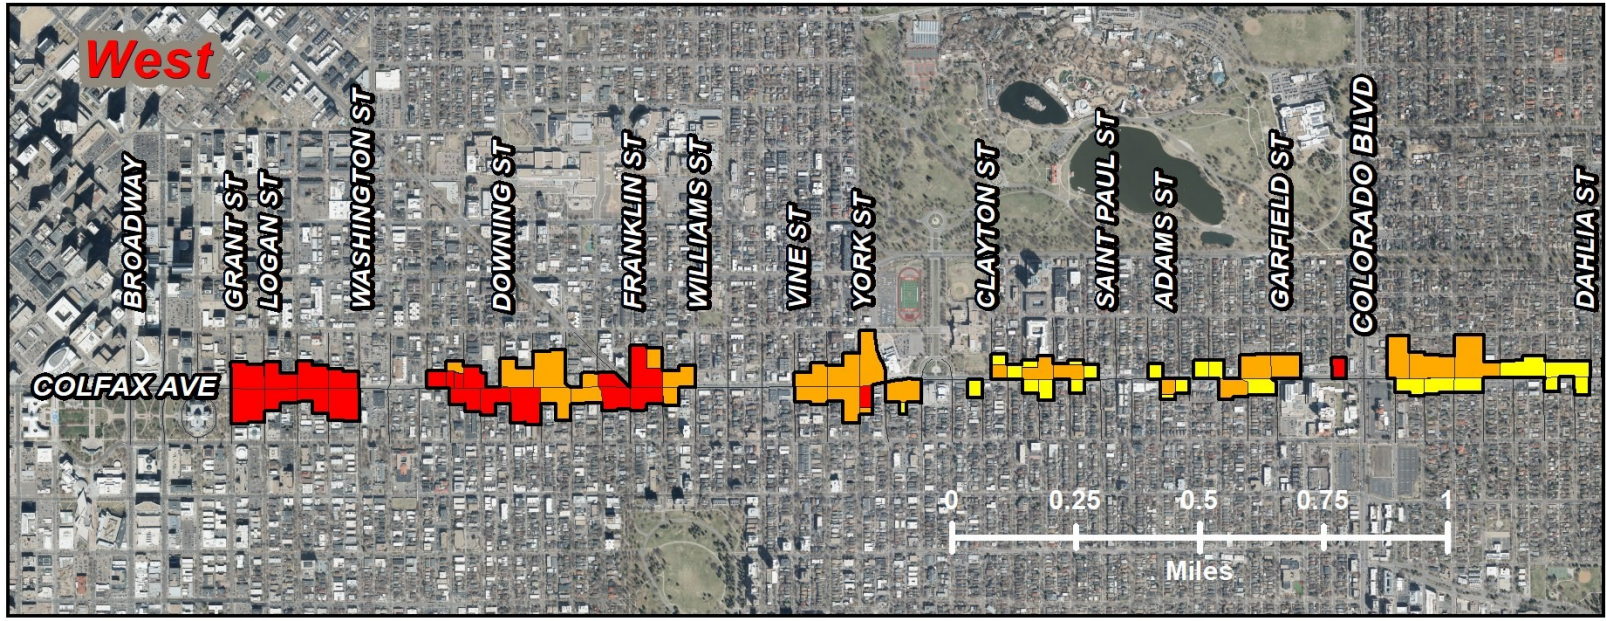 West
BROADWAY
GRANT ST
LOGAN ST
WASHINGTON ST
DOWNING ST
FRANKLIN ST
WILLIAMS ST
VINE ST
YORK ST
CLAYTON ST
SAINT PAUL ST
ADAMS ST
GARFIELD ST
COLORADO BLVD
DAHLIA ST
COLFAX AVE
0 0.25 0.5 0.75 1
Miles